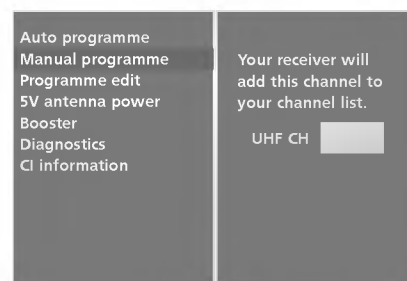 Auto programme
Manual programme
Programme edit
5V antenna power
Booster
Diagnostics
CI information
Your receiver will
add this channel to
your channel list.
UHF CH